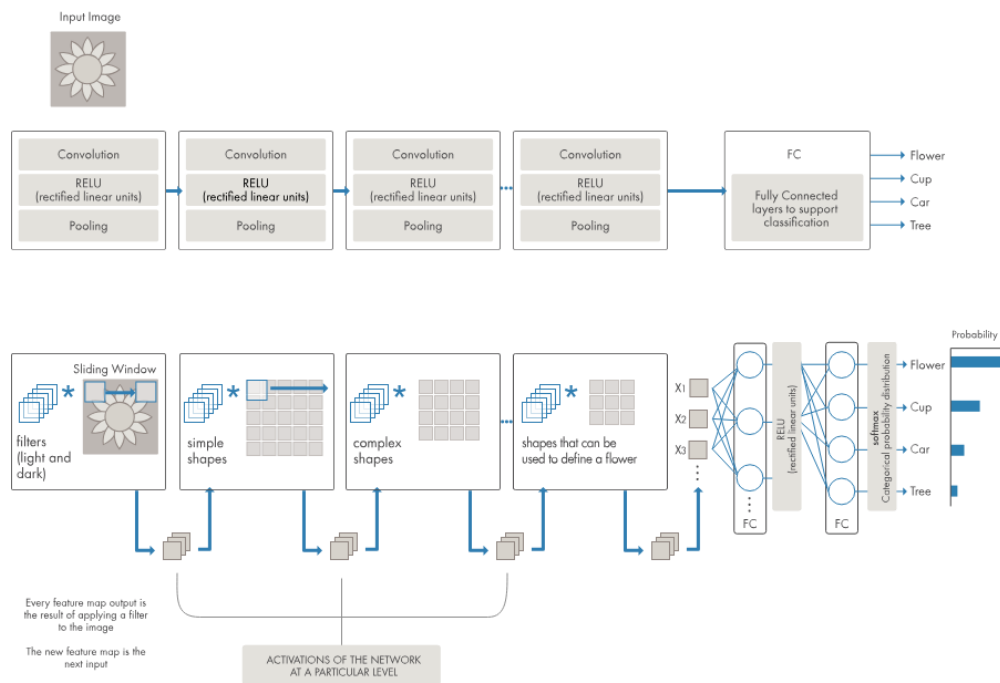 Input Image
Convolution
RELU
(rectified linear units)
Pooling
Convolution
RELU
(rectified linear units)
Pooling
Convolution
RELU
(rectified linear units)
Pooling
Convolution
RELU
(rectified linear units)
Pooling
FC
Fully Connected
layers to support
classification
Flower
Cup
Car
Tree
Sliding Window
*
filters
(light and
dark)
*
simple
shapes
*
complex
shapes
*
shapes that can be
used to define a flower
X1
X2
X3
FC
RELU
(rectified linear units)
FC
softmax
Categorical probability distribution
Probability
Flower
Cup
Car
Tree
Every feature map output is
the result of applying a filter
to the image
The new feature map is the
next input
ACTIVATIONS OF THE NETWORK
AT A PARTICULAR LEVEL